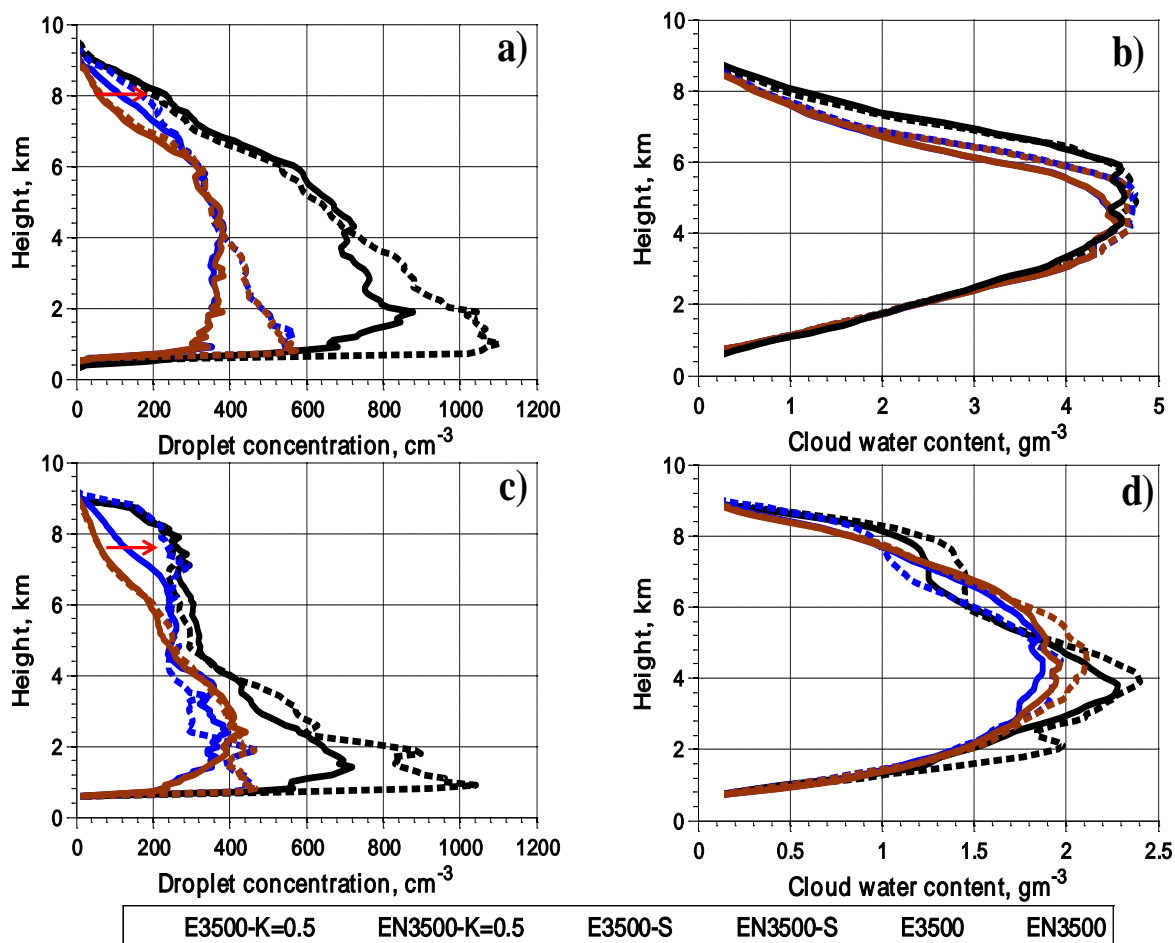 a)
10
8
6
4
2
0
Height, km
0 200 400 600 800 1000 1200
Droplet concentration, cm-3
b)
10
8
6
4
2
0
Height, km
0 1 2 3 4 5
Cloud water content, gm-3
c)
10
8
6
4
2
0
Height, km
0 200 400 600 800 1000 1200
Droplet concentration, cm-3
d)
10
8
6
4
2
0
Height, km
0 0.5 1 1.5 2 2.5
Cloud water content, gm-3
E3500-K=0.5 EN3500-K=0.5 E3500-S EN3500-S E3500 EN3500